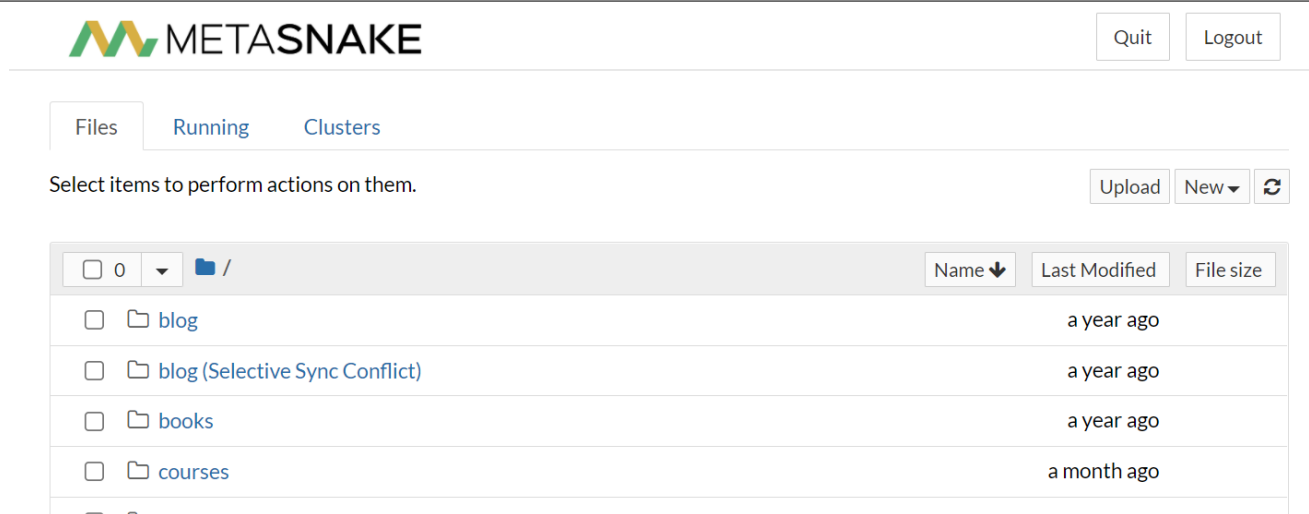 METASNAKE
Quit Logout
Files Running Clusters
Select items to perform actions on them.
Upload New
0 / Name Last Modified File size
blog a year ago
blog (Selective Sync Conflict) a year ago
books a year ago
courses a month ago